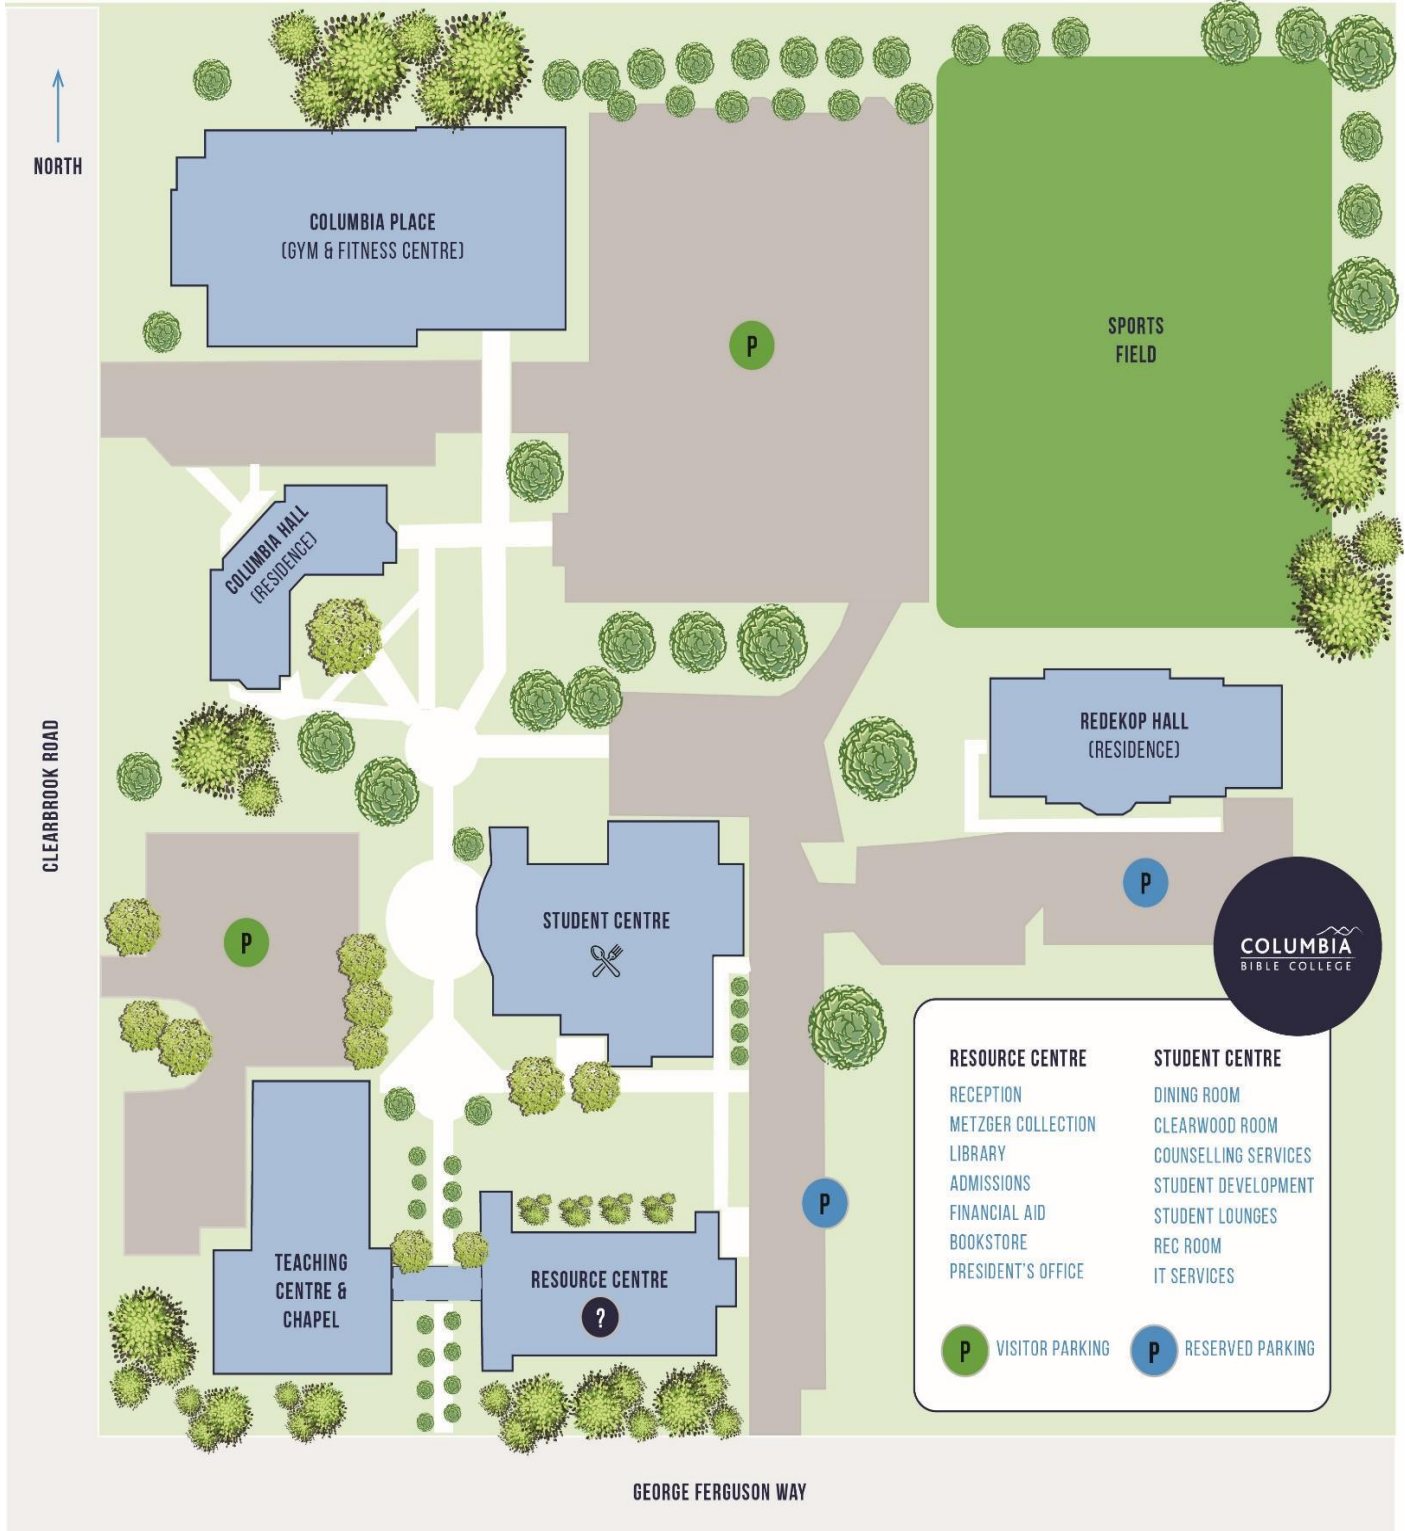 NORTH
COLUMBIA PLACE
(GYM & FITNESS CENTRE)
P
SPORTS
FIELD
COLUMBIA HALL
(RESIDENCE)
REDEKOP HALL
(RESIDENCE)
CLEARBROOK ROAD
P
STUDENT CENTRE
P
COLUMBIA
BIBLE COLLEGE
RESOURCE CENTRE
RECEPTION
METZGER COLLECTION
LIBRARY
ADMISSIONS
FINANCIAL AID
BOOKSTORE
PRESIDENT'S OFFICE
STUDENT CENTRE
DINING ROOM
CLEARWOOD ROOM
COUNSELLING SERVICES
STUDENT DEVELOPMENT
STUDENT LOUNGES
REC ROOM
IT SERVICES
P VISITOR PARKING
P RESERVED PARKING
P
TEACHING
CENTRE &
CHAPEL
RESOURCE CENTRE
?
GEORGE FERGUSON WAY